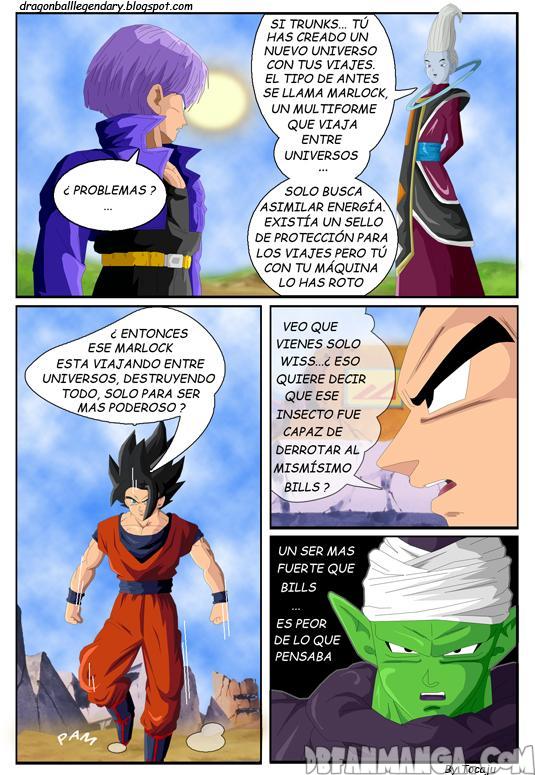 dragonballlegendary.blogspot.com
¿ PROBLEMAS ?
...
SI TRUNKS... TÚ
HAS CREADO UN
NUEVO UNIVERSO
CON TUS VIAJES.
EL TIPO DE ANTES
SE LLAMA MARLOCK,
UN MULTIFORME
QUE VIAJA
ENTRE
UNIVERSOS
...
SOLO BUSCA
ASIMILAR ENERGÍA.
EXISTÍA UN SELLO
DE PROTECCIÓN PARA
LOS VIAJES PERO TÚ
CON TU MÁQUINA
LO HAS ROTO
¿ ENTONCES
ESE MARLOCK
ESTA VIAJANDO ENTRE
UNIVERSOS, DESTRUYENDO
TODO, SOLO PARA SER
MAS PODEROSO ?
PAM
VEO QUE
VIENES SOLO
WISS...¿ ESO
QUIERE DECIR
QUE ESE
INSECTO FUE
CAPAZ DE
DERROTAR AL
MISMÍSIMO
BILLS ?
UN SER MAS
FUERTE QUE
BILLS
...
ES PEOR
DE LO QUE
PENSABA
By: Tocaju
DBFANMANGA.COM